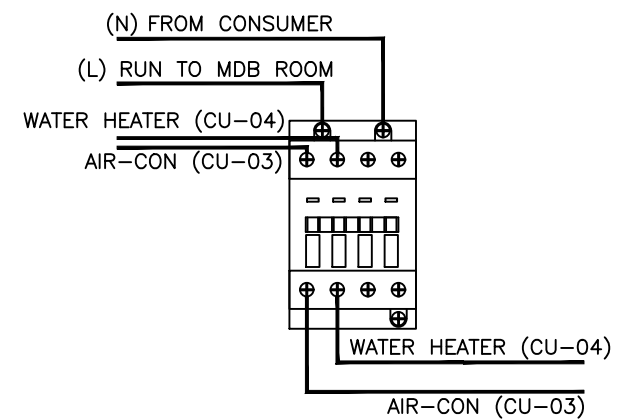 (N) FROM CONSUMER
(L) RUN TO MDB ROOM
WATER HEATER (CU-04)
AIR-CON (CU-03)
WATER HEATER (CU-04)
AIR-CON (CU-03)